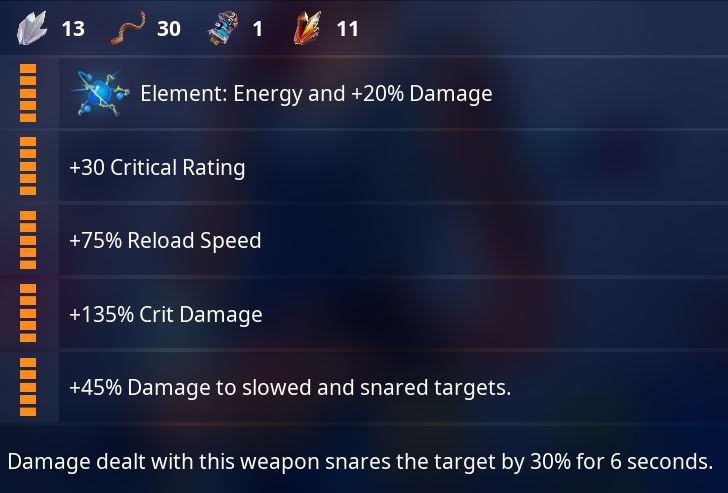 13 30 1 11
Element: Energy and +20% Damage
+30 Critical Rating
+75% Reload Speed
+135% Crit Damage
+45% Damage to slowed and snared targets.
Damage dealt with this weapon snares the target by 30% for 6 seconds.